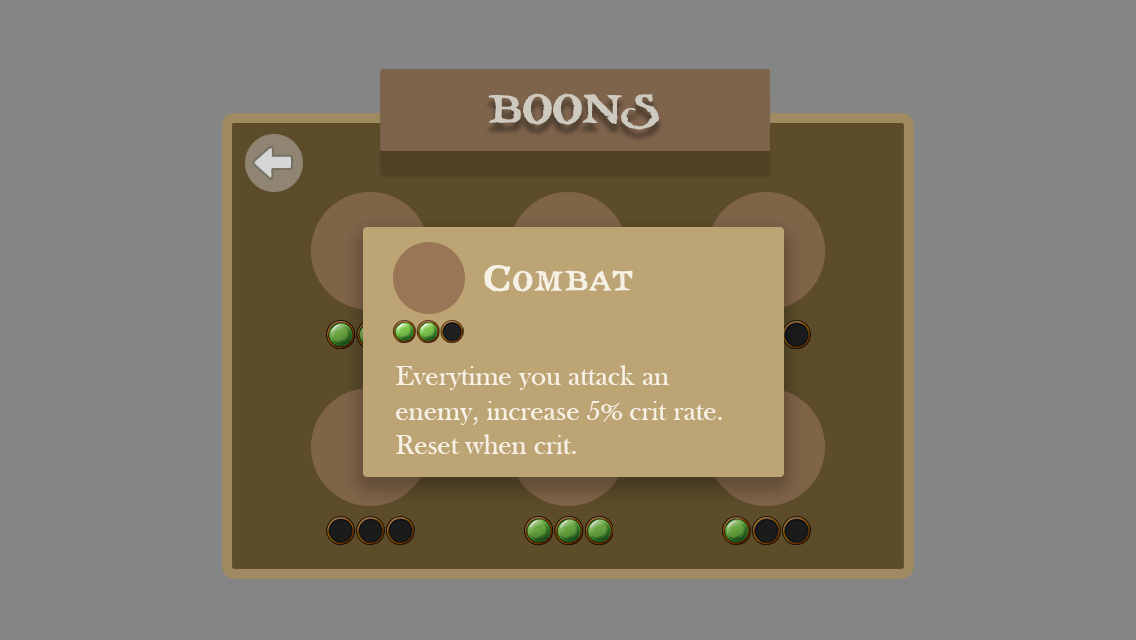 BOONS
COMBAT
Everytime you attack an
enemy, increase 5% crit rate.
Reset when crit.